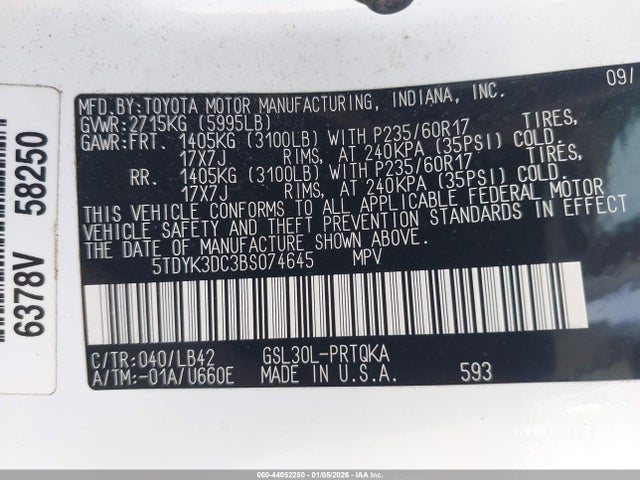 MFD.BY:TOYOTA MOTOR MANUFACTURING, INDIANA, INC. 09/1
GVWR:2715KG (5995LB)
GAWR:FRT. 1405KG (3100LB) WITH P235/60R17 TIRES,
17X7J RIMS, AT 240KPA (35PSI) COLD.
RR. 1405KG (3100LB) WITH P235/60R17 TIRES,
17X7J RIMS, AT 240KPA (35PSI) COLD.
THIS VEHICLE CONFORMS TO ALL APPLICABLE FEDERAL MOTOR
VEHICLE SAFETY AND THEFT PREVENTION STANDARDS IN EFFECT
ON THE DATE OF MANUFACTURE SHOWN ABOVE.
5TDYK3DC3BS074645 MPV
C/TR:040/LB42 GSL30L-PRTQKA
A/TM:-01A/U660E MADE IN U.S.A. 593
6378V 58250
000-44052250 - 01/05/2026 - IAA Inc.